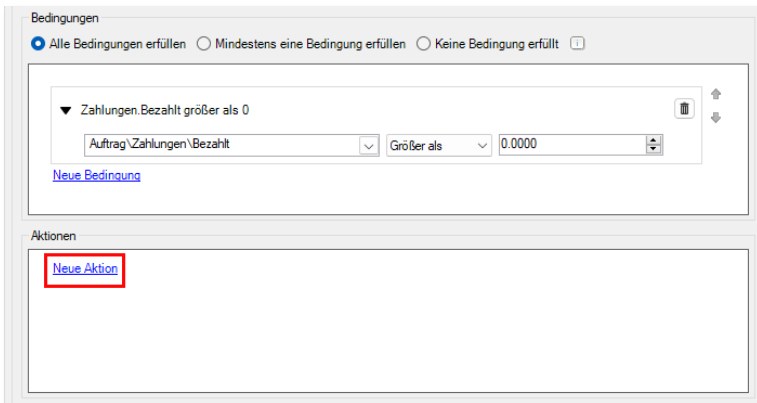 Bedingungen
Alle Bedingungen erfüllen Mindestens eine Bedingung erfüllen Keine Bedingung erfüllt
Zahlungen.Bezahlt größer als 0
Auftrag\Zahlungen\Bezahlt Größer als 0.0000
Neue Bedingung
Aktionen
Neue Aktion